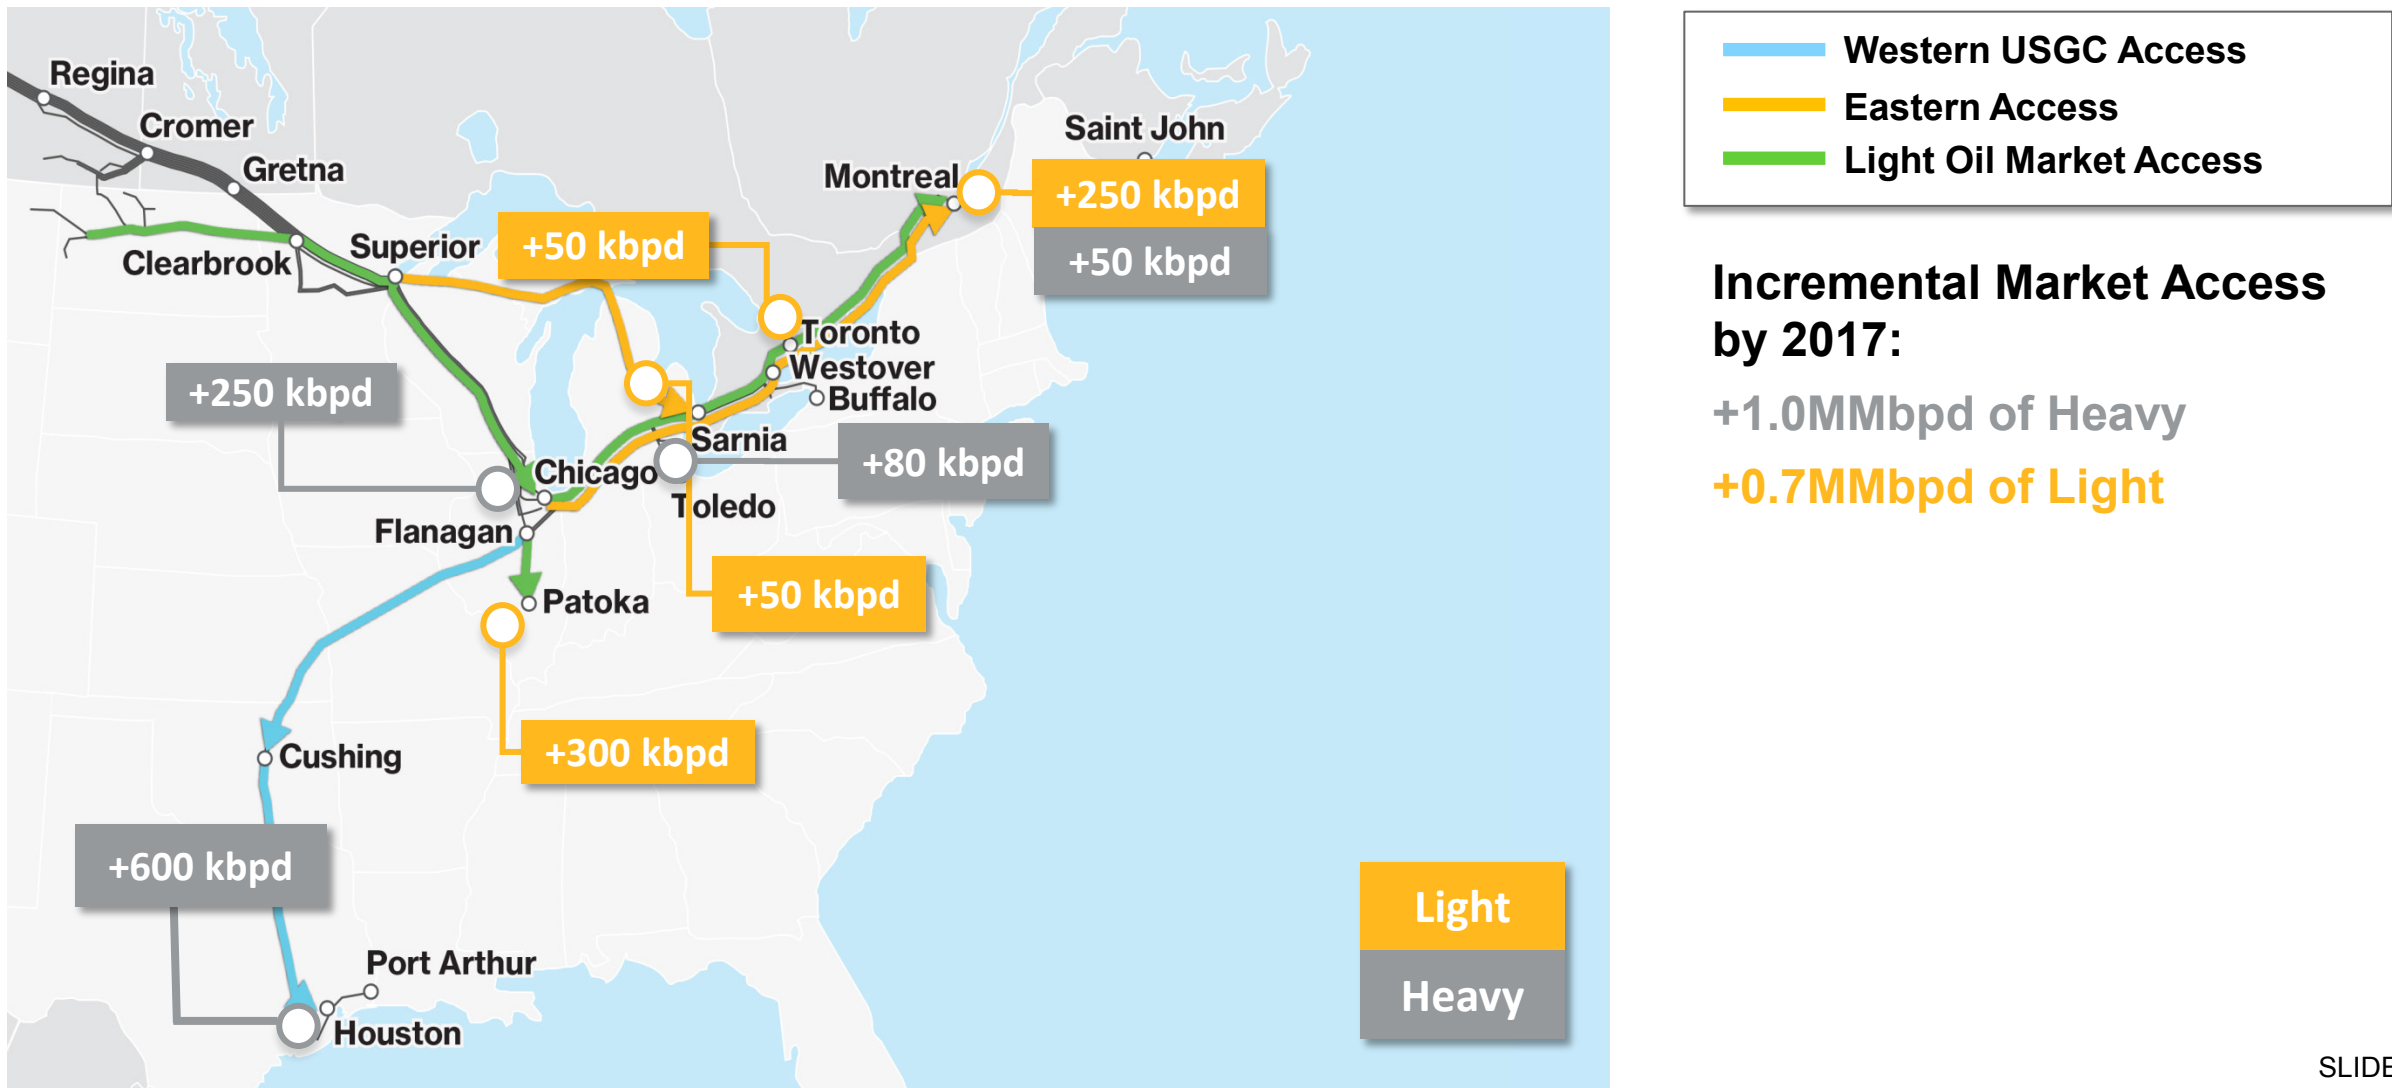 Regina
Cromer
Gretna
Clearbrook
Superior
+50 kbpd
Montreal
Saint John
+250 kbpd
+50 kbpd
Toronto
Westover
Buffalo
+250 kbpd
Sarnia
+80 kbpd
Chicago
Toledo
Flanagan
+50 kbpd
Patoka
+300 kbpd
Cushing
+600 kbpd
Port Arthur
Houston
Light
Heavy
Western USGC Access
Eastern Access
Light Oil Market Access
Incremental Market Access
by 2017:
+1.0MMbpd of Heavy
+0.7MMbpd of Light
SLIDE